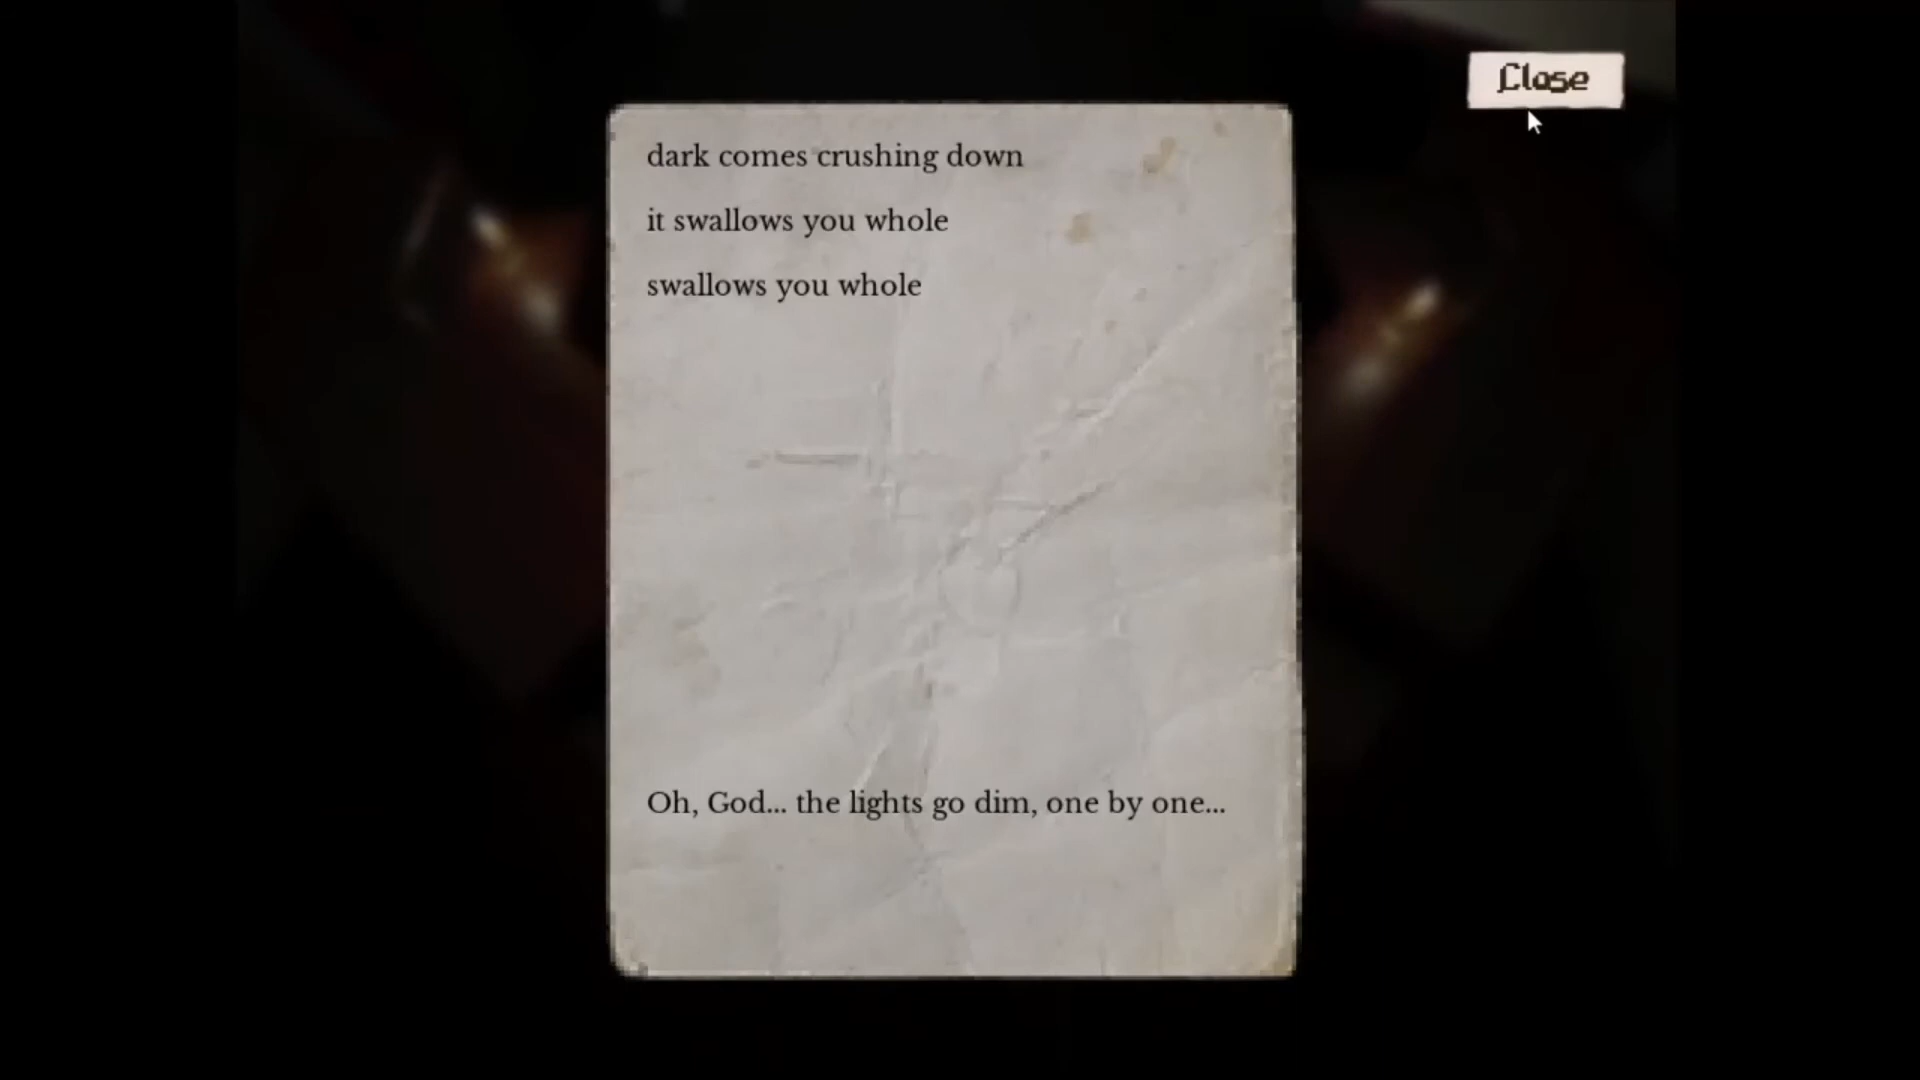 Close
dark comes crushing down
it swallows you whole
swallows you whole
Oh, God... the lights go dim, one by one...